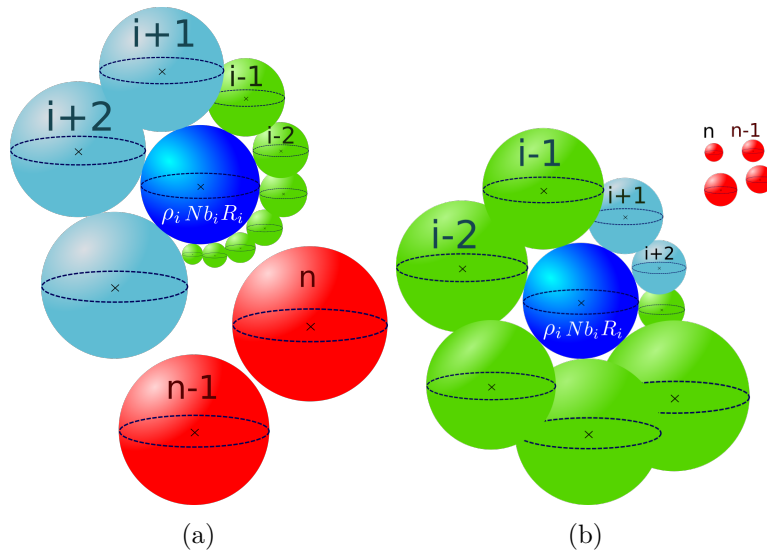 i+1
i-1
i+2
i-2
ρᵢ Nbᵢ Rᵢ
n
n-1
(a)
n n-1
i-1
i+1
i-2
i+2
ρᵢ Nbᵢ Rᵢ
(b)